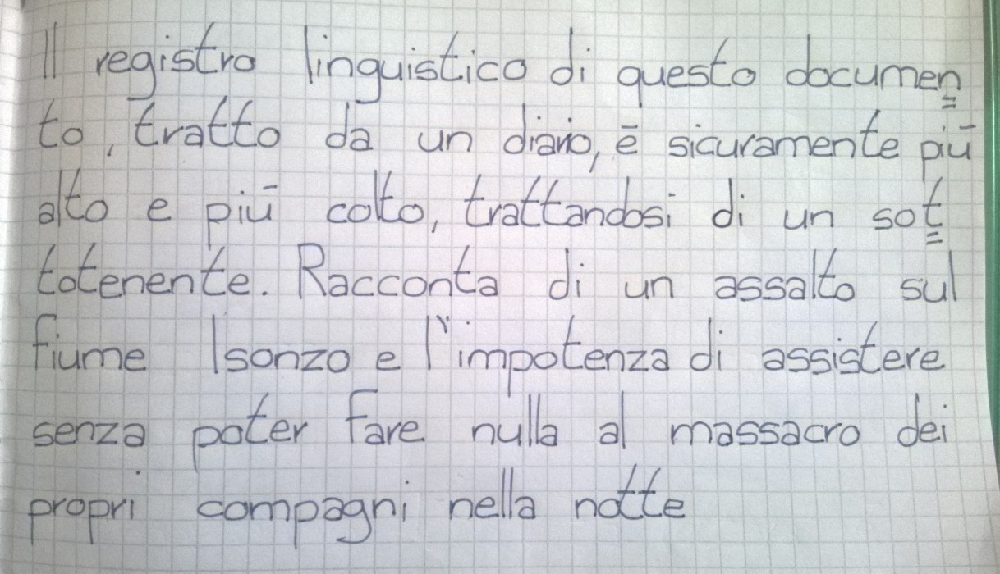 Il registro linguistico di questo documen=
to, tratto da un diario, è sicuramente più
alto e più colto, trattandosi di un sot=
totenente. Racconta di un assalto sul
fiume Isonzo e l'impotenza di assistere
senza poter fare nulla al massacro dei
propri compagni nella notte